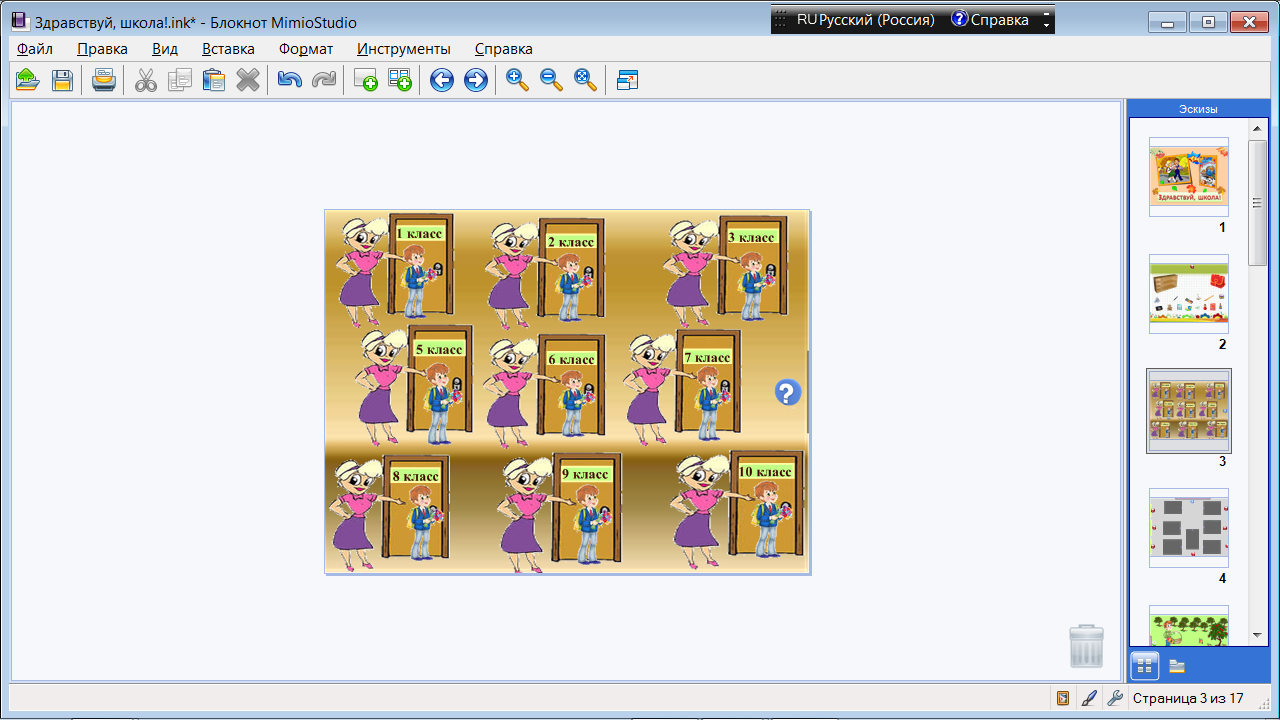 Здравствуй, школа!.ink* - Блокнот MimioStudio
RU Русский (Россия) ? Справка
Файл Правка Вид Вставка Формат Инструменты Справка
Эскизы
1 класс
2 класс
3 класс
5 класс
6 класс
7 класс
?
8 класс
9 класс
10 класс
ЗДРАВСТВУЙ, ШКОЛА!
1
2
3
4
Страница 3 из 17